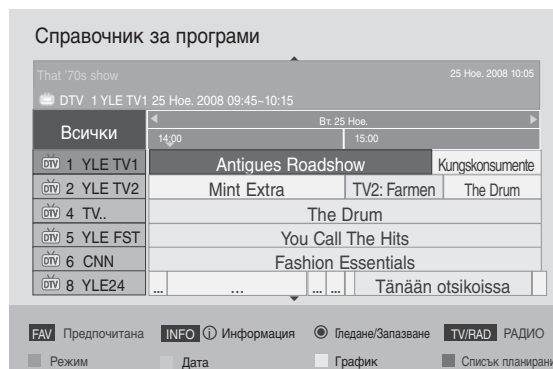 Справочник за програми
That '70s show 25 Ное. 2008 10:05
DTV 1 YLE TV1 25 Ное. 2008 09:45~10:15
Всички Вт. 25 Ное.
14:00 15:00
DTV 1 YLE TV1 Antigues Roadshow Kungskonsumente
DTV 2 YLE TV2 Mint Extra TV2: Farmen The Drum
DTV 4 TV.. The Drum
DTV 5 YLE FST You Call The Hits
DTV 6 CNN Fashion Essentials
DTV 8 YLE24 ... ... ... ... Tänään otsikoissa
FAV Предпочитана INFO i Информация Гледане/Запазване TV/RAD РАДИО
Режим Дата График Списък планирани